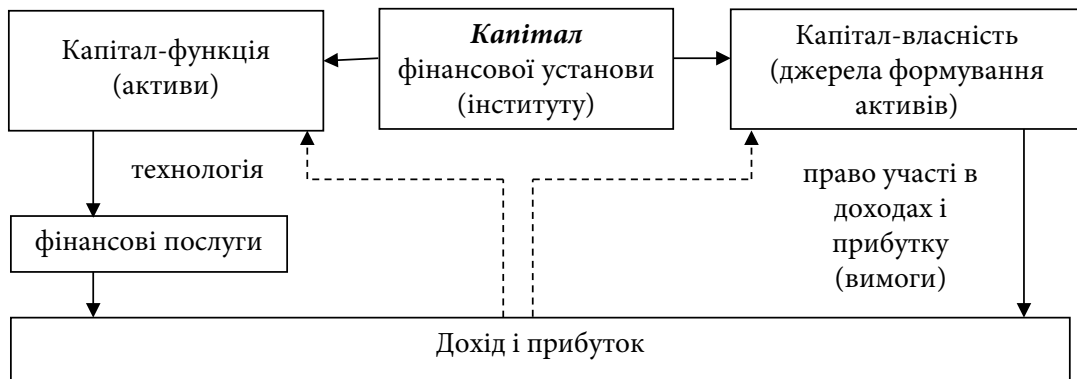 Капітал-функція
(активи)
Капітал
фінансової установи
(інституту)
Капітал-власність
(джерела формування
активів)
технологія
право участі в
доходах і
прибутку
(вимоги)
фінансові послуги
Дохід і прибуток